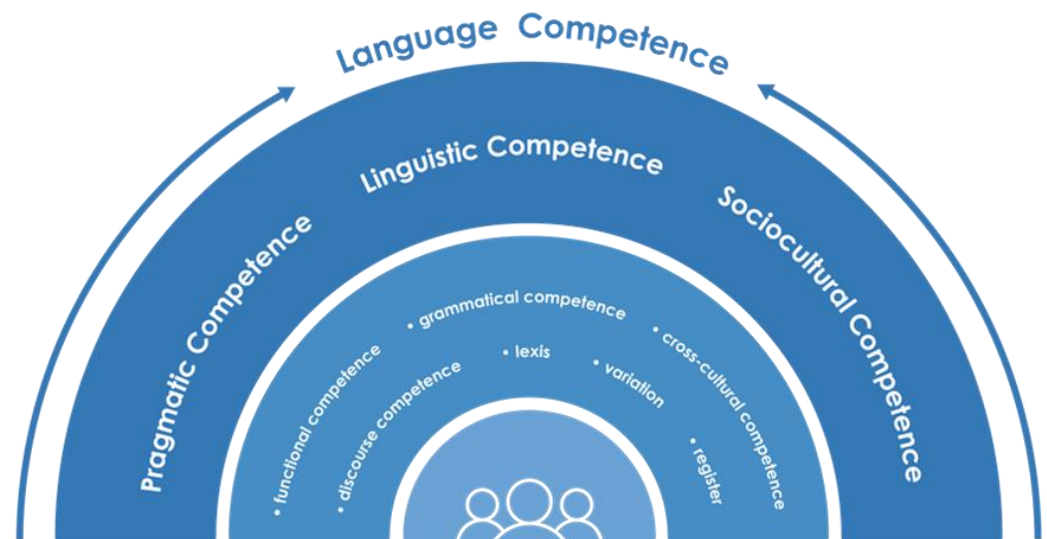 Language Competence
Pragmatic Competence
Linguistic Competence
Sociocultural Competence
• functional competence
• discourse competence
• grammatical competence
• lexis
• variation
• cross-cultural competence
• register